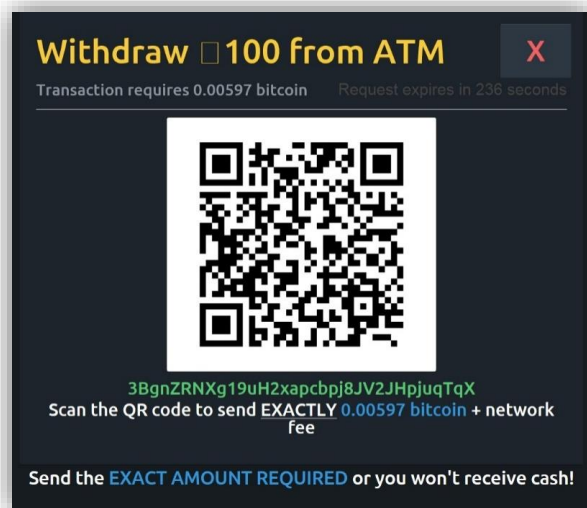 Withdraw □100 from ATM
X
Transaction requires 0.00597 bitcoin
Request expires in 236 seconds
3BgnZRNXg19uH2xapcbpj8JV2JHpjuqTqX
Scan the QR code to send EXACTLY 0.00597 bitcoin + network
fee
Send the EXACT AMOUNT REQUIRED or you won't receive cash!